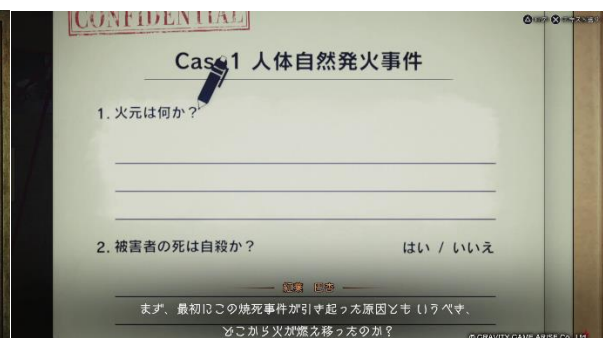 CONFIDENTIAL
Case1 人体自然発火事件
1. 火元は何か?
2. 被害者の死は自殺か?
はい / いいえ
まず、最初にこの焼死事件が引き起った原因とも いうべき、
どこから火が燃え移ったのか?
© GRAVITY GAME ARISE Co., Ltd.